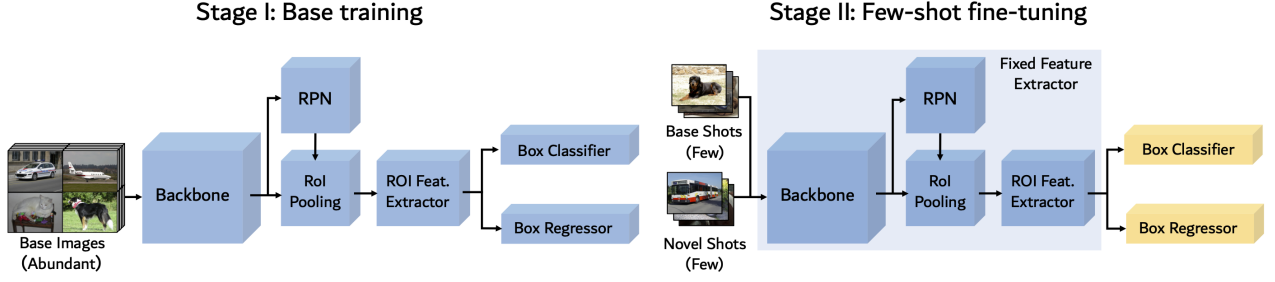 Stage I: Base training
RPN
Backbone
RoI
Pooling
ROI Feat.
Extractor
Box Classifier
Box Regressor
Base Images
(Abundant)
Stage II: Few-shot fine-tuning
Fixed Feature
Extractor
Base Shots
(Few)
Novel Shots
(Few)
RPN
Backbone
RoI
Pooling
ROI Feat.
Extractor
Box Classifier
Box Regressor